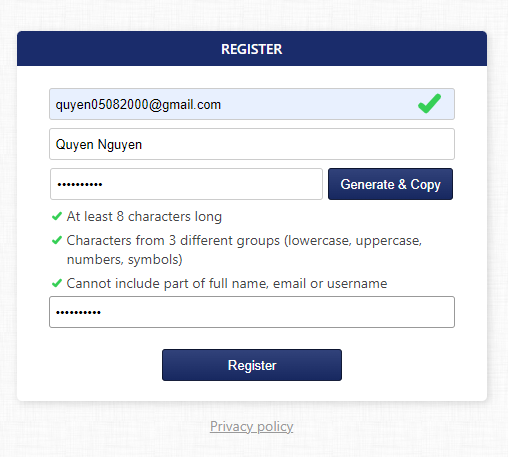 REGISTER
quyen05082000@gmail.com
Quyen Nguyen
••••••••••
Generate & Copy
At least 8 characters long
Characters from 3 different groups (lowercase, uppercase,
numbers, symbols)
Cannot include part of full name, email or username
••••••••••
Register
Privacy policy